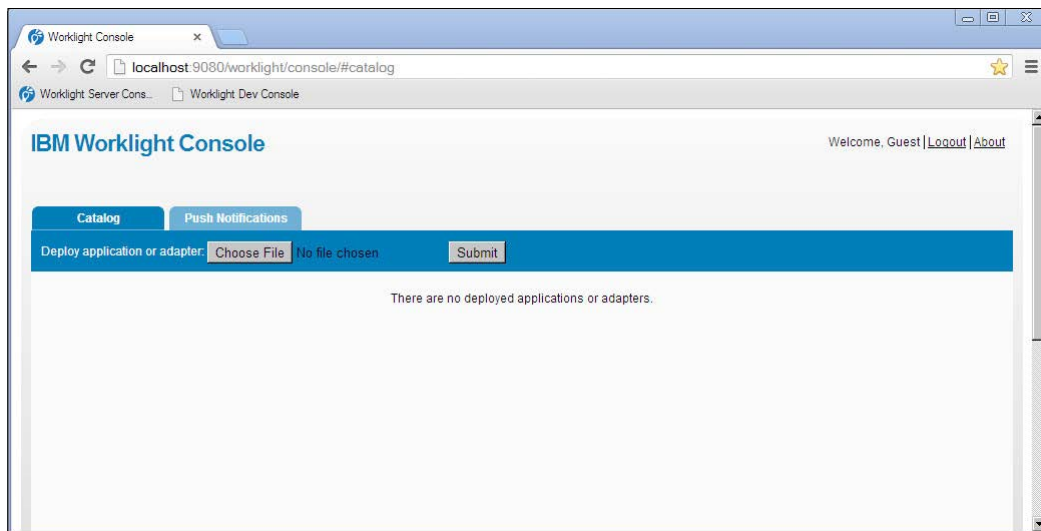 Worklight Console
localhost:9080/worklight/console/#catalog
Worklight Server Cons... Worklight Dev Console
IBM Worklight Console
Welcome, Guest | Logout | About
Catalog Push Notifications
Deploy application or adapter: Choose File No file chosen Submit
There are no deployed applications or adapters.